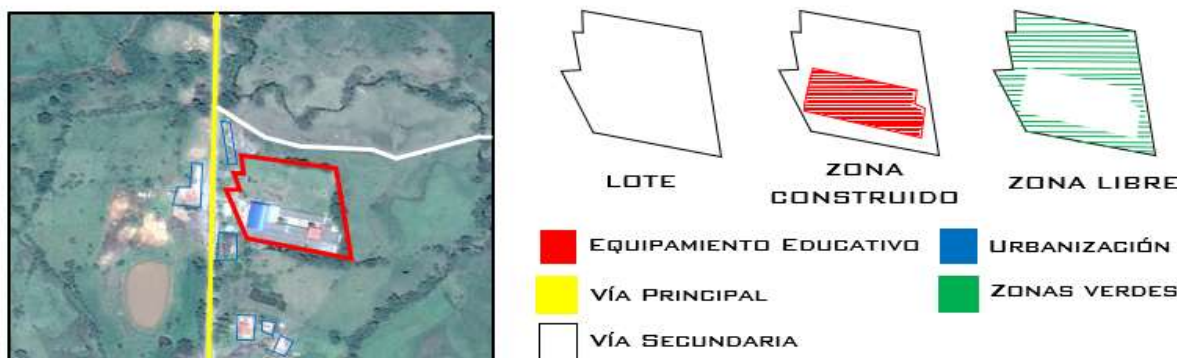 LOTE
ZONA
CONSTRUIDO
ZONA LIBRE
EQUIPAMIENTO EDUCATIVO
URBANIZACIÓN
VÍA PRINCIPAL
ZONAS VERDES
VÍA SECUNDARIA